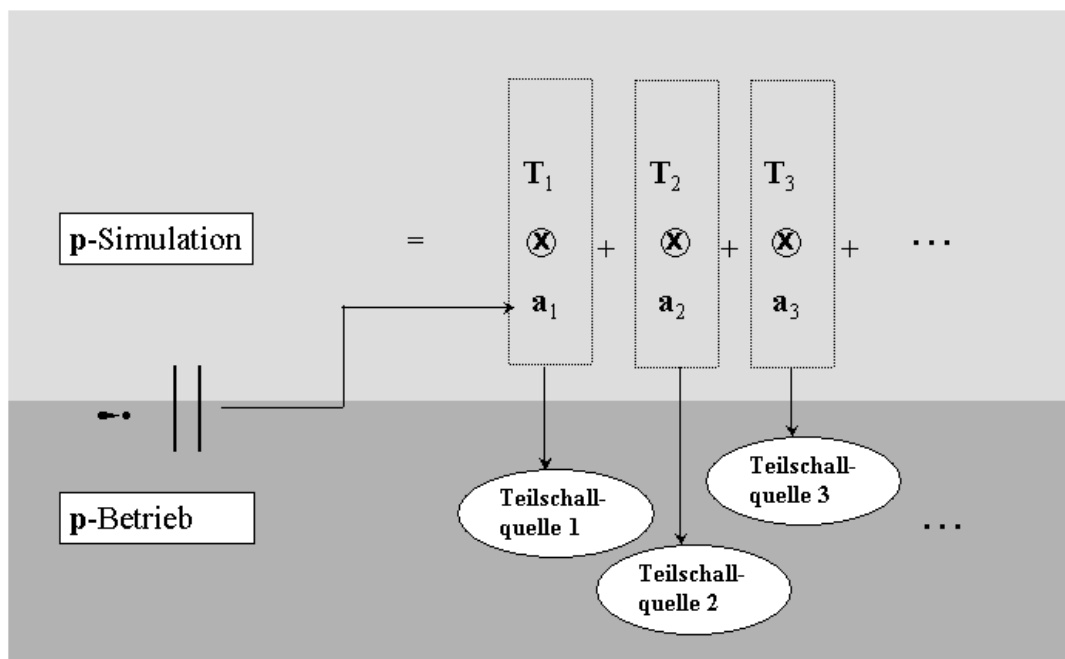 T₁ T₂ T₃
p-Simulation = ⓧ + ⓧ + ⓧ + ...
a₁ a₂ a₃
p-Betrieb
Teilschall-
quelle 1
Teilschall-
quelle 2
Teilschall-
quelle 3
...